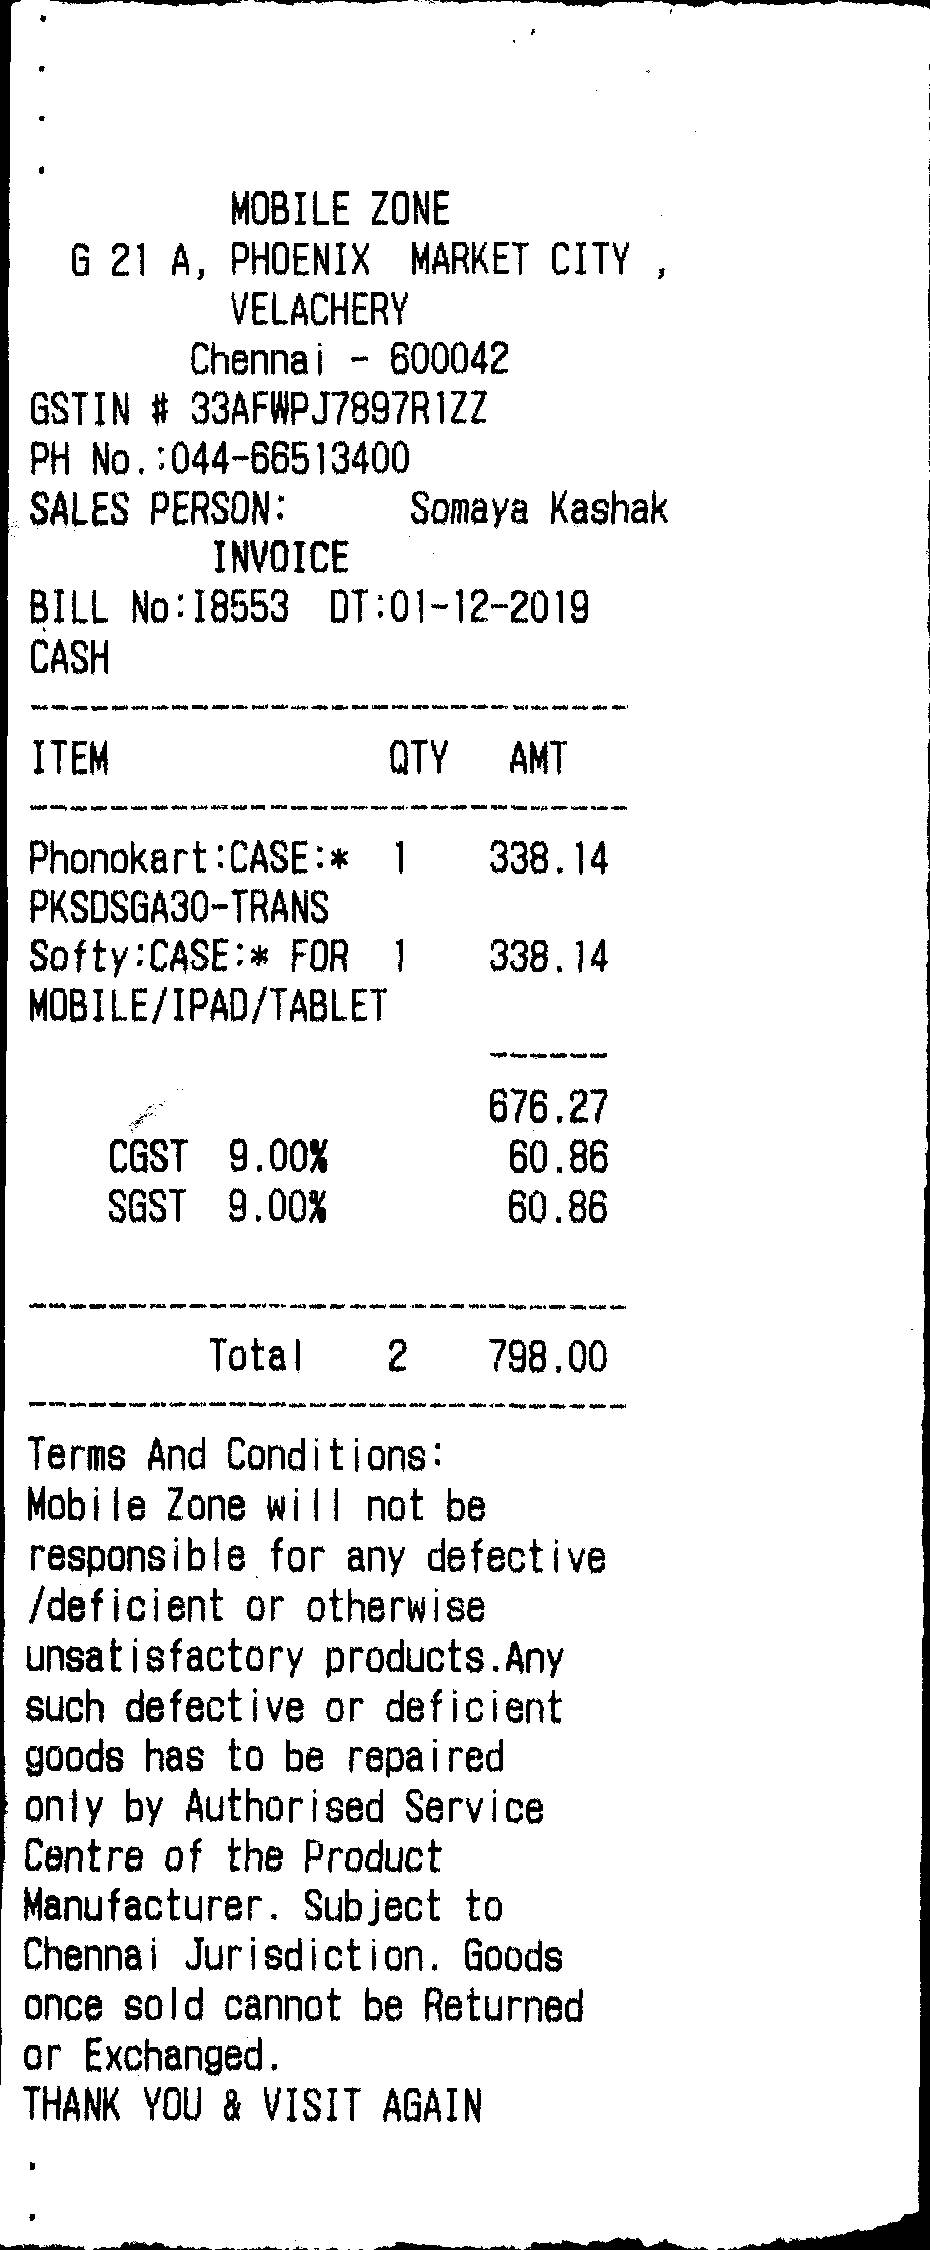 MOBILE ZONE
G 21 A, PHOENIX MARKET CITY ,
VELACHERY
Chennai - 600042
GSTIN # 33AFWPJ7897R1ZZ
PH No.:044-66513400
SALES PERSON: Somaya Kashak
INVOICE
BILL No:I8553 DT:01-12-2019
CASH
------------------------------
ITEM QTY AMT
------------------------------
Phonokart:CASE:* 1 338.14
PKSDSGA30-TRANS
Softy:CASE:* FOR 1 338.14
MOBILE/IPAD/TABLET
------
676.27
CGST 9.00% 60.86
SGST 9.00% 60.86
------------------------------
Total 2 798.00
------------------------------
Terms And Conditions:
Mobile Zone will not be
responsible for any defective
/deficient or otherwise
unsatisfactory products.Any
such defective or deficient
goods has to be repaired
only by Authorised Service
Centre of the Product
Manufacturer. Subject to
Chennai Jurisdiction. Goods
once sold cannot be Returned
or Exchanged.
THANK YOU & VISIT AGAIN